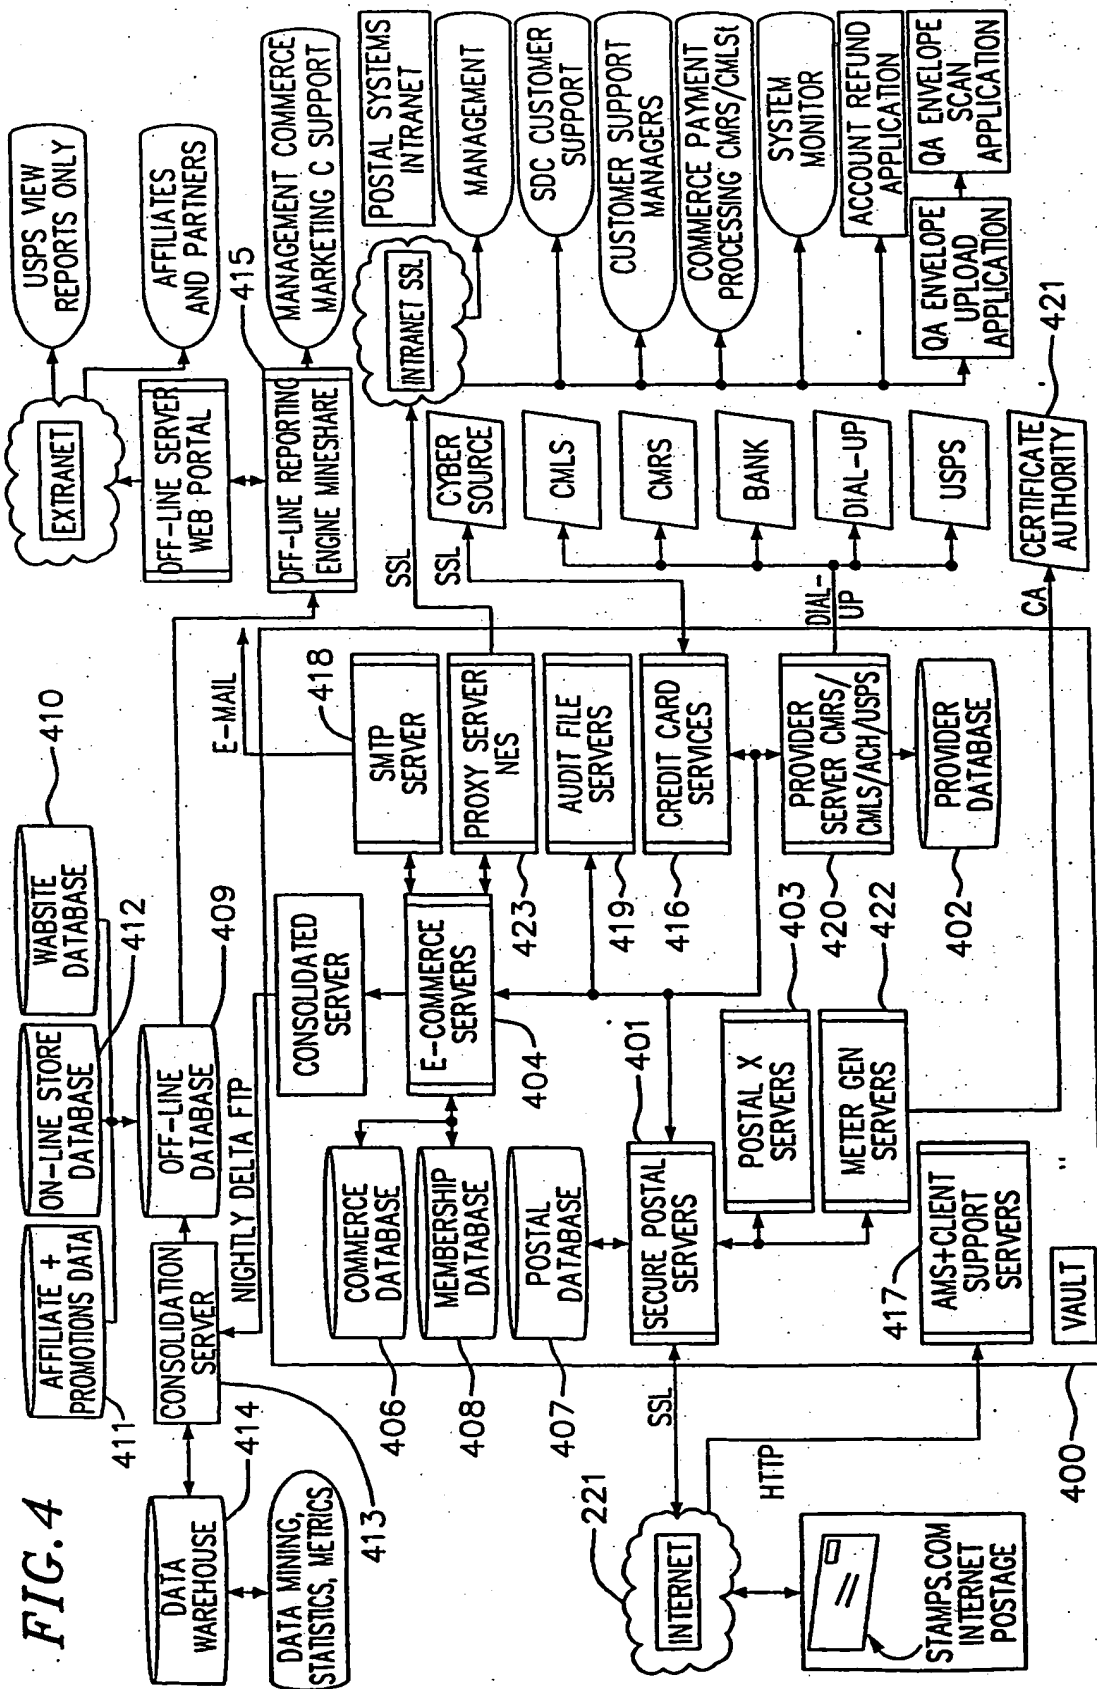 FIG. 4
AFFILIATE +
PROMOTIONS DATA
411
ON-LINE STORE
DATABASE
412
WABSITE
DATABASE
410
DATA
WAREHOUSE
414
CONSOLIDATION
SERVER
413
OFF-LINE
DATABASE
409
DATA MINING,
STATISTICS, METRICS
NIGHTLY DELTA FTP
E-MAIL
EXTRANET
USPS VIEW
REPORTS ONLY
AFFILIATES
AND PARTNERS
OFF-LINE SERVER
WEB PORTAL
415
OFF-LINE REPORTING
ENGINE MINESHARE
MANAGEMENT COMMERCE
MARKETING C SUPPORT
COMMERCE
DATABASE
406
MEMBERSHIP
DATABASE
408
POSTAL
DATABASE
407
CONSOLIDATED
SERVER
E-COMMERCE
SERVERS
404
SMTP
SERVER
418
PROXY SERVER
NES
423
AUDIT FILE
SERVERS
419
CREDIT CARD
SERVICES
416
SSL
SSL
INTRANET SSL
POSTAL SYSTEMS
INTRANET
MANAGEMENT
SDC CUSTOMER
SUPPORT
CUSTOMER SUPPORT
MANAGERS
COMMERCE PAYMENT
PROCESSING CMRS/CMLSt
SYSTEM
MONITOR
ACCOUNT REFUND
APPLICATION
QA ENVELOPE
UPLOAD
APPLICATION
QA ENVELOPE
SCAN
APPLICATION
CYBER
SOURCE
CMLS
CMRS
BANK
DIAL-UP
USPS
DIAL-
UP
221
INTERNET
SSL
HTTP
STAMPS.COM
INTERNET
POSTAGE
SECURE POSTAL
SERVERS
401
POSTAL X
SERVERS
403
METER GEN
SERVERS
422
PROVIDER
SERVER CMRS/
CMLS/ACH/USPS
420
PROVIDER
DATABASE
402
417
AMS+CLIENT
SUPPORT
SERVERS
CA
CERTIFICATE
AUTHORITY
421
VAULT
400